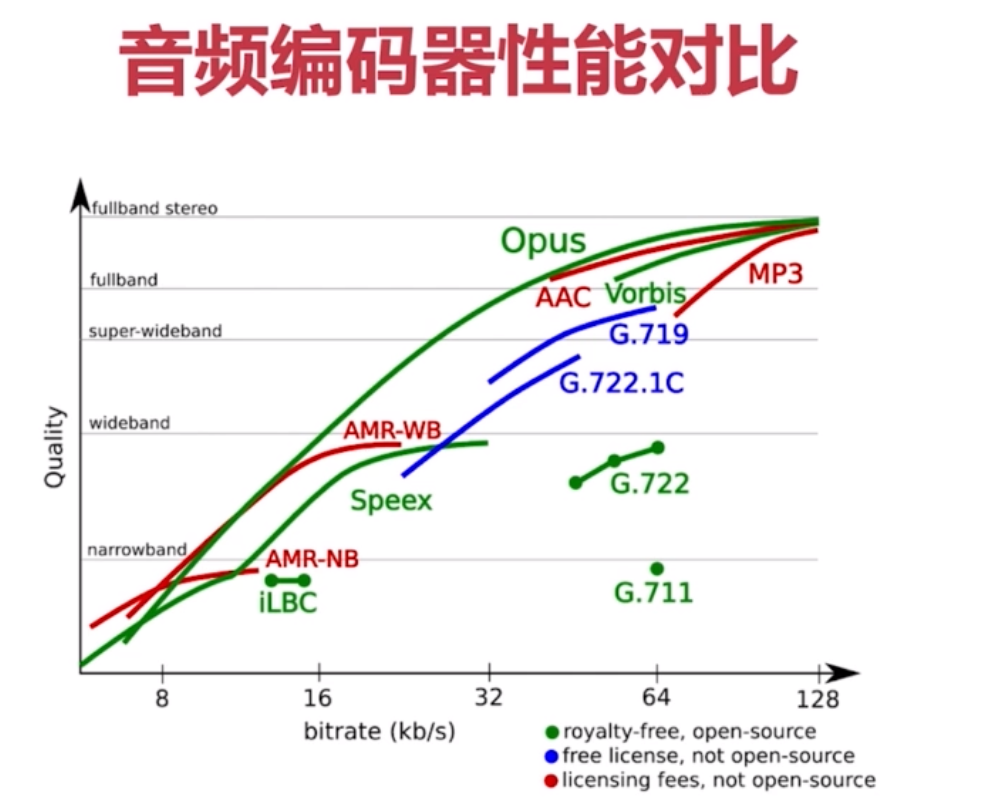 音频编码器性能对比
fullband stereo
Opus
fullband
AAC
Vorbis
MP3
super-wideband
G.719
G.722.1C
wideband
AMR-WB
Quality
Speex
G.722
narrowband
AMR-NB
iLBC
G.711
8 16 32 64 128
bitrate (kb/s)
royalty-free, open-source
free license, not open-source
licensing fees, not open-source